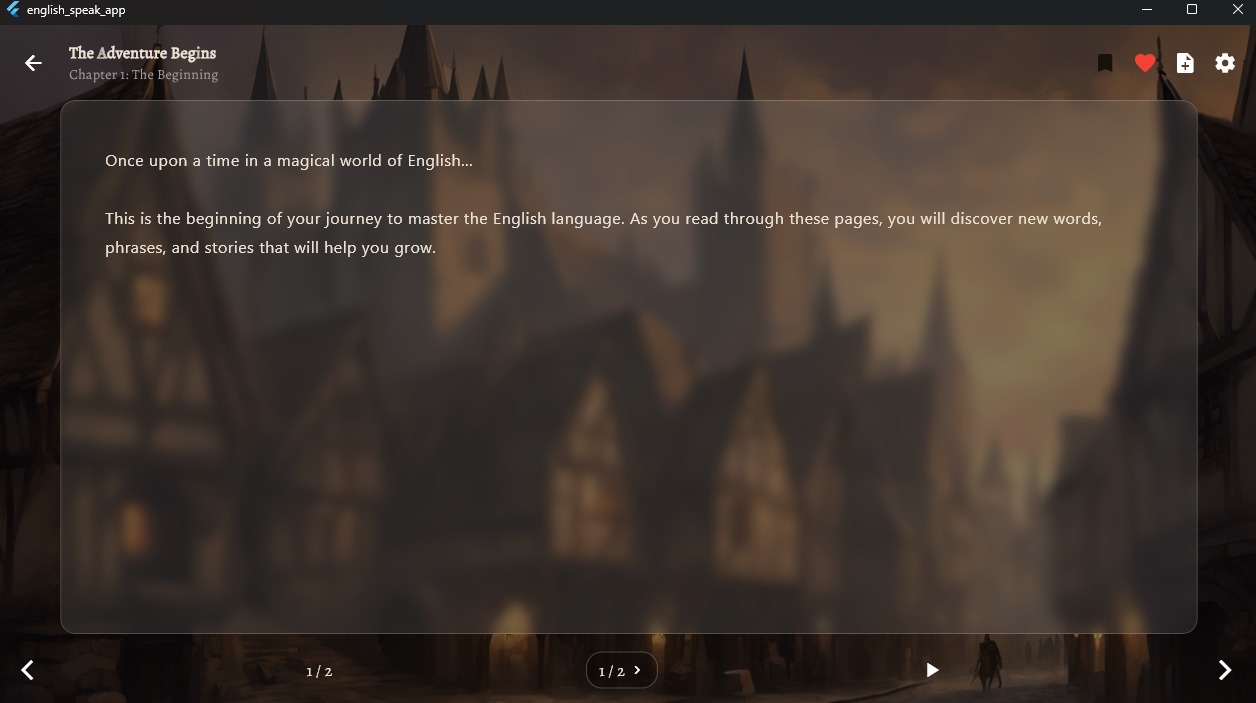 english_speak_app
The Adventure Begins
Chapter 1: The Beginning
Once upon a time in a magical world of English...
This is the beginning of your journey to master the English language. As you read through these pages, you will discover new words,
phrases, and stories that will help you grow.
1 / 2
1 / 2